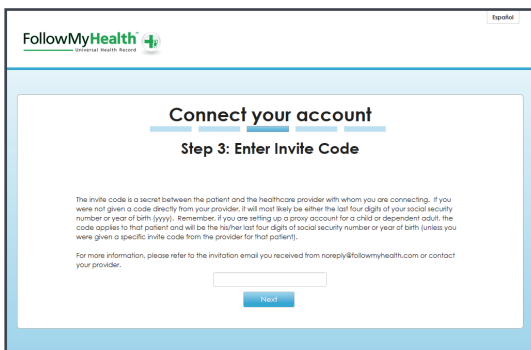 Español
FollowMyHealth
Universal Health Record
Connect your account
Step 3: Enter Invite Code
The invite code is a secret between the patient and the healthcare provider with whom you are connecting. If you
were not given a code directly from your provider, it will most likely be either the last four digits of your social security
number or year of birth (yyyy). Remember, if you are setting up a proxy account for a child or dependent adult, the
code applies to that patient and will be the his/her last four digits of social security number or year of birth (unless you
were given a specific invite code from the provider for that patient).
For more information, please refer to the invitation email you received from noreply@followmyhealth.com or contact
your provider.
Next